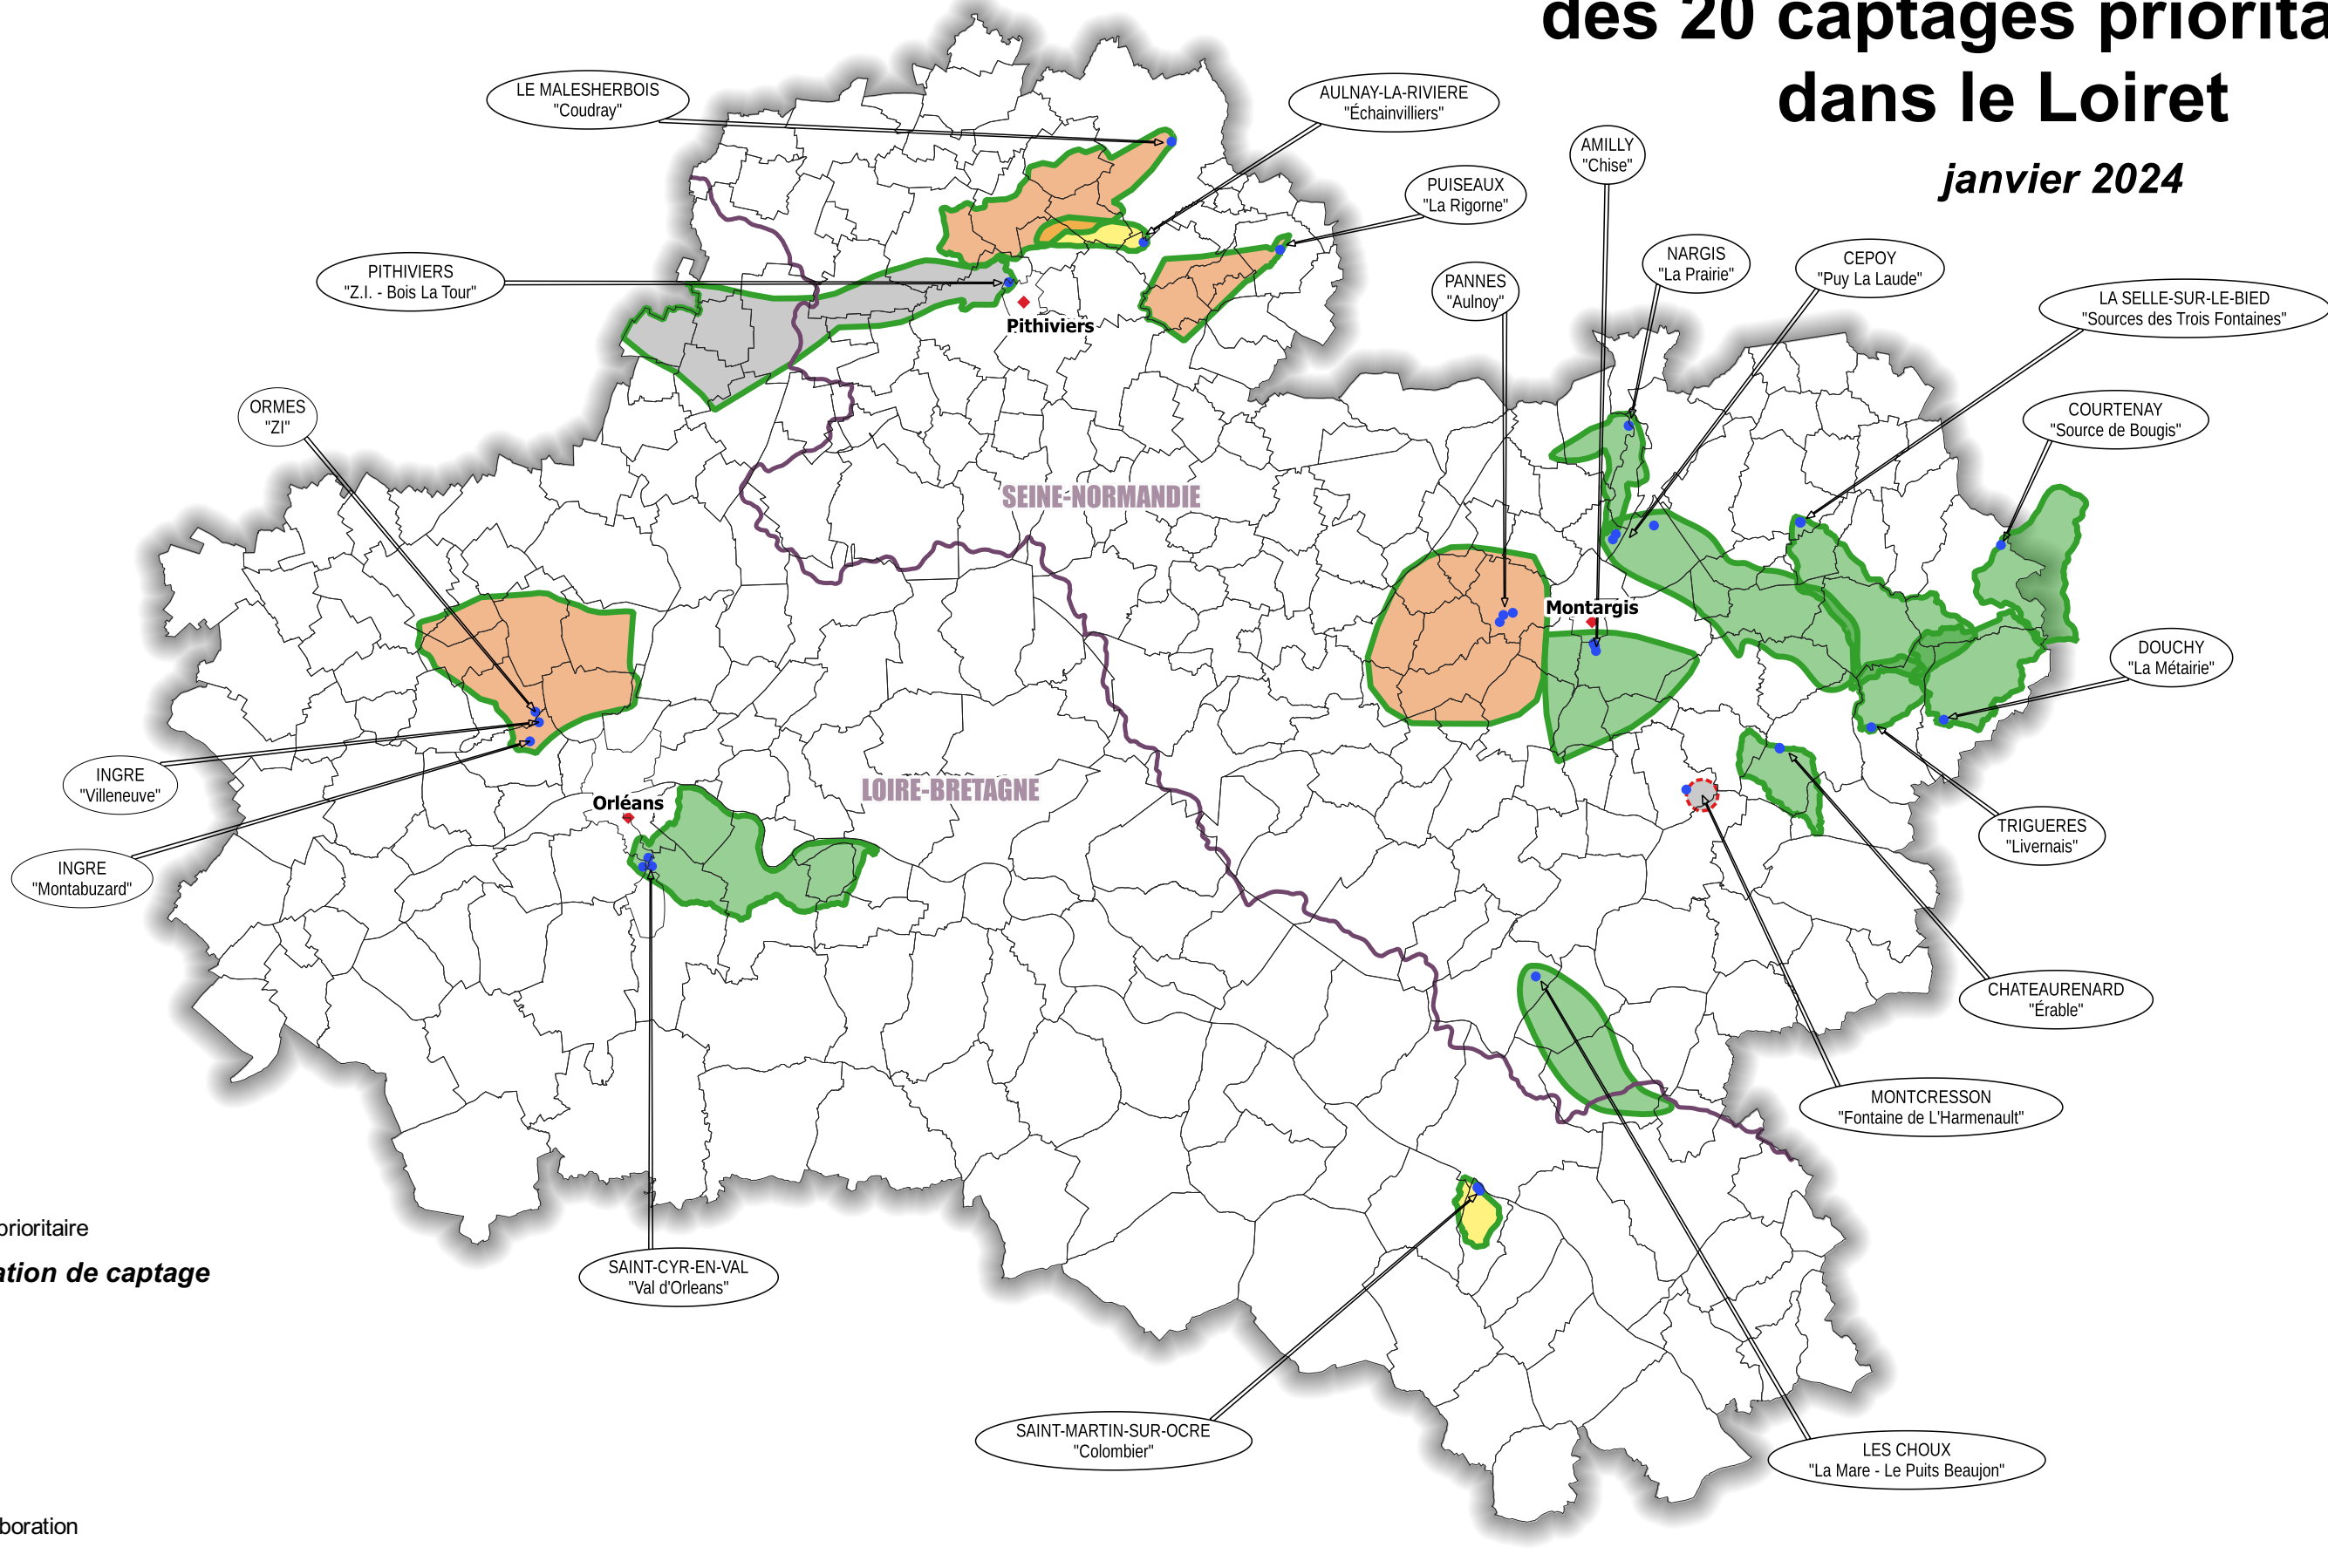 des 20 captages priorita
dans le Loiret
janvier 2024
LE MALESHERBOIS
"Coudray"
AULNAY-LA-RIVIERE
"Échainvilliers"
AMILLY
"Chise"
PUISEAUX
"La Rigorne"
NARGIS
"La Prairie"
CEPOY
"Puy La Laude"
PITHIVIERS
"Z.I. - Bois La Tour"
PANNES
"Aulnoy"
LA SELLE-SUR-LE-BIED
"Sources des Trois Fontaines"
Pithiviers
ORMES
"ZI"
COURTENAY
"Source de Bougis"
SEINE-NORMANDIE
Montargis
DOUCHY
"La Métairie"
INGRE
"Villeneuve"
LOIRE-BRETAGNE
Orléans
TRIGUERES
"Livernais"
INGRE
"Montabuzard"
CHATEAURENARD
"Érable"
MONTCRESSON
"Fontaine de L'Harmenault"
prioritaire
ation de captage
SAINT-CYR-EN-VAL
"Val d'Orleans"
SAINT-MARTIN-SUR-OCRE
"Colombier"
LES CHOUX
"La Mare - Le Puits Beaujon"
boration